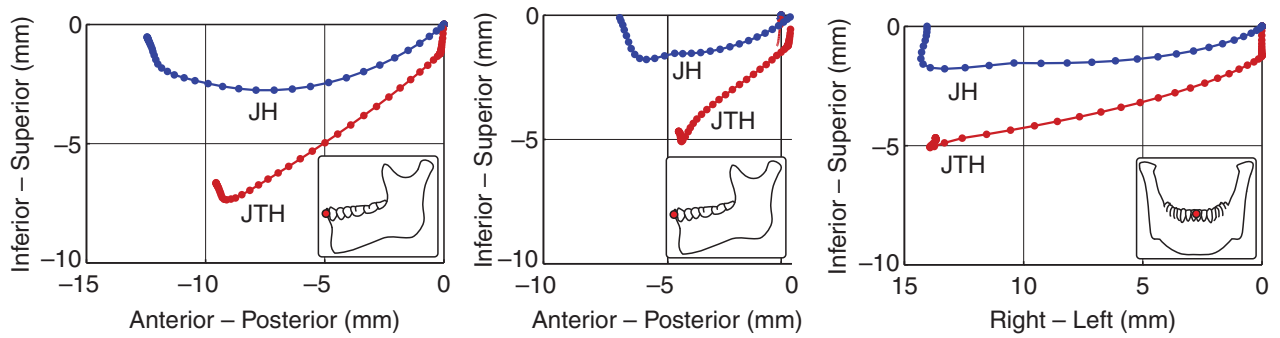 0
−5
−10
−15
−10
−5
0
Inferior – Superior (mm)
Anterior – Posterior (mm)
JH
JTH
0
−5
−10
−10
−5
0
Inferior – Superior (mm)
Anterior – Posterior (mm)
JH
JTH
0
−5
−10
15
10
5
0
Inferior – Superior (mm)
Right – Left (mm)
JH
JTH